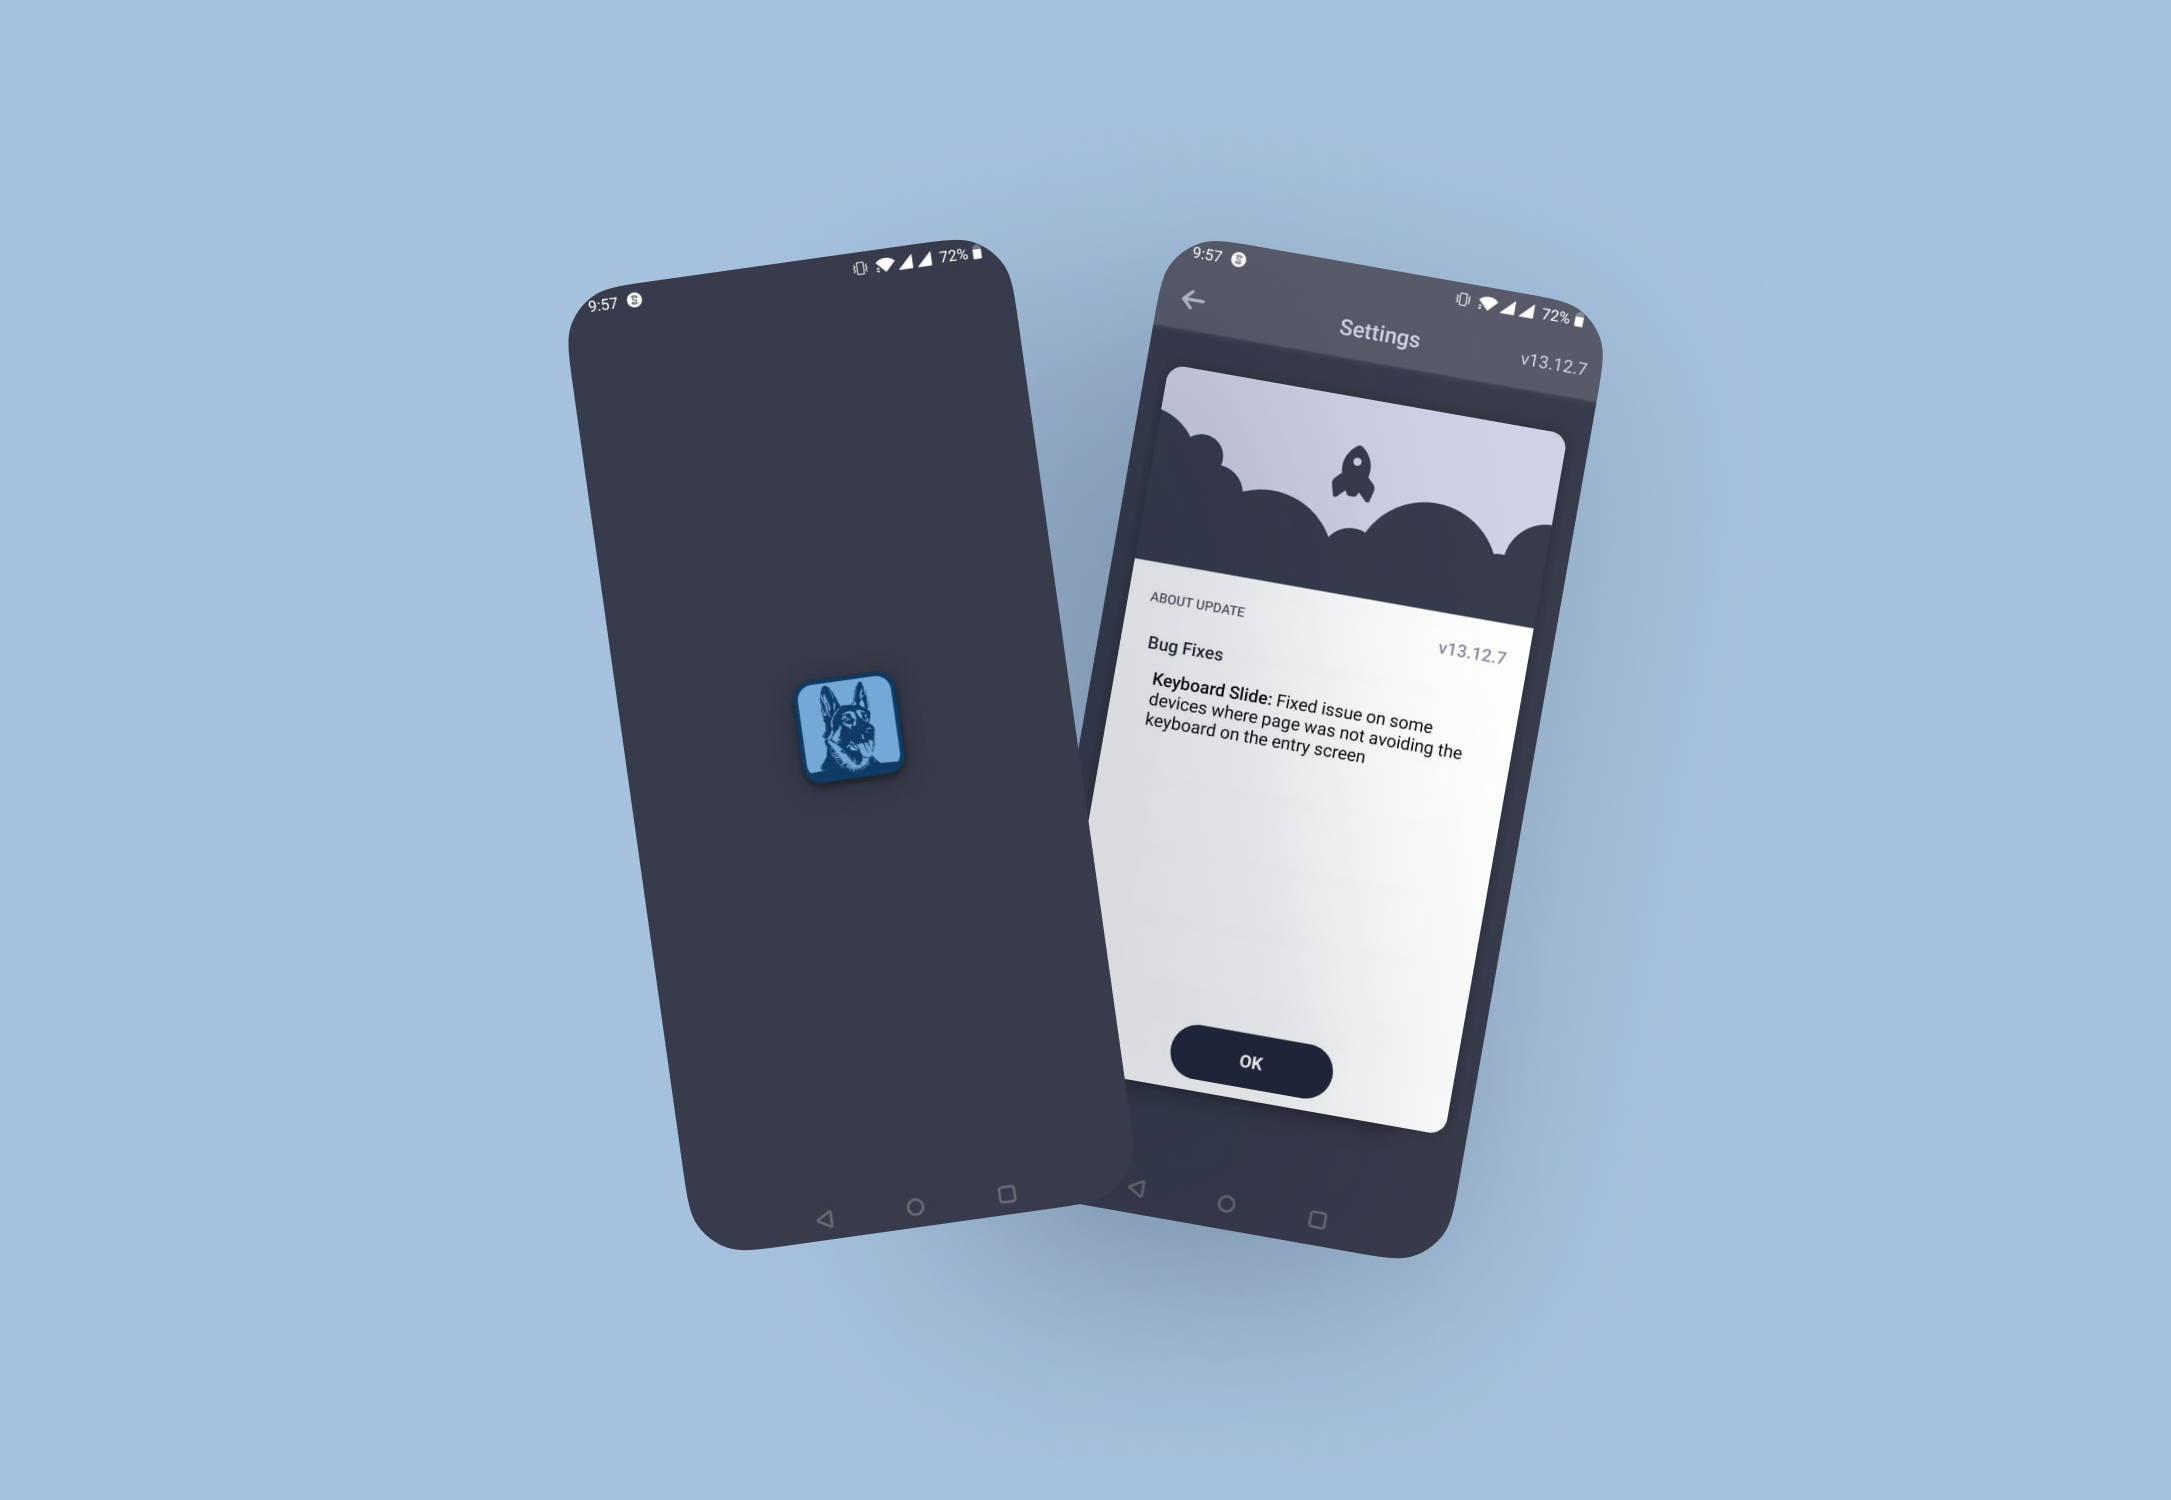 9:57
72%
9:57
72%
Settings
v13.12.7
ABOUT UPDATE
v13.12.7
Bug Fixes
Keyboard Slide: Fixed issue on some
devices where page was not avoiding the
keyboard on the entry screen
OK